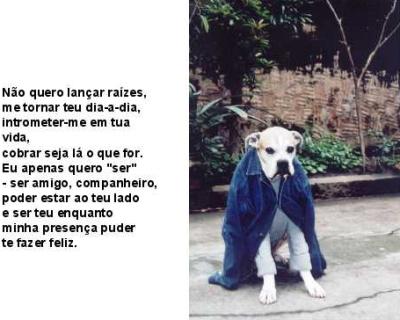 Não quero lançar raízes,
me tornar teu dia-a-dia,
intrometer-me em tua
vida,
cobrar seja lá o que for.
Eu apenas quero "ser"
- ser amigo, companheiro,
poder estar ao teu lado
e ser teu enquanto
minha presença puder
te fazer feliz.